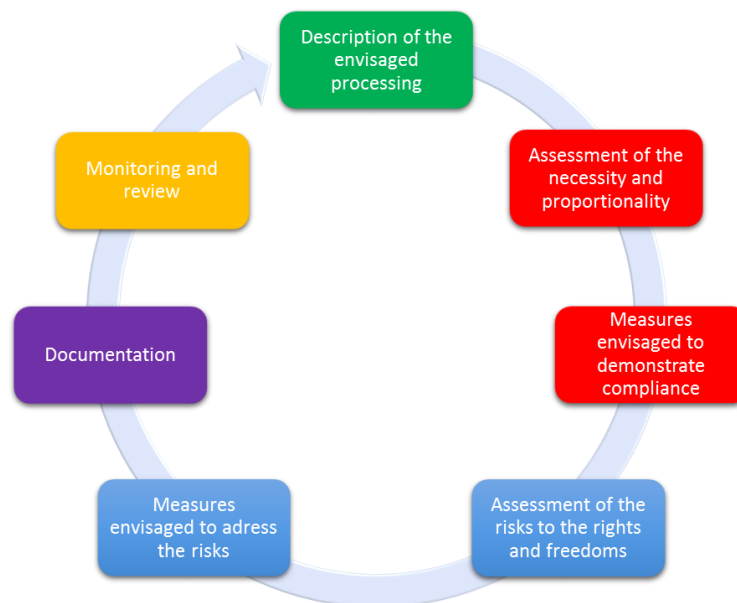 Description of the
envisaged
processing
Assessment of the
necessity and
proportionality
Measures
envisaged to
demonstrate
compliance
Assessment of the
risks to the rights
and freedoms
Measures
envisaged to adress
the risks
Documentation
Monitoring and
review